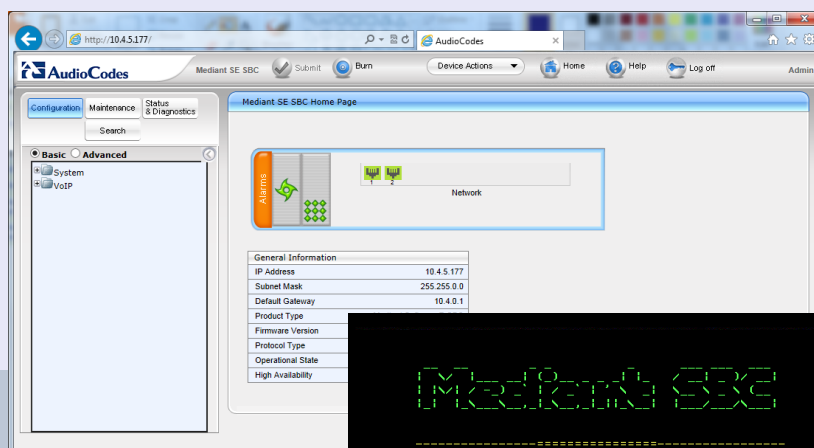 http://10.4.5.177/
AudioCodes
AudioCodes
Mediant SE SBC
Submit
Burn
Device Actions
Home
Help
Log off
Admin
Configuration
Maintenance
Status & Diagnostics
Search
Basic
Advanced
System
VoIP
Mediant SE SBC Home Page
Alarms
1
2
Network
General Information
IP Address 10.4.5.177
Subnet Mask 255.255.0.0
Default Gateway 10.4.0.1
Product Type
Firmware Version
Protocol Type
Operational State
High Availability
Mediant SBC